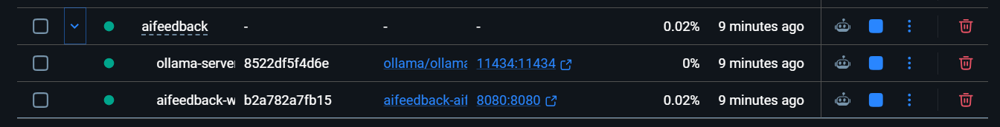 aifeedback - - - 0.02% 9 minutes ago
ollama-serve 8522df5f4d6e ollama/ollama 11434:11434 0% 9 minutes ago
aifeedback-w b2a782a7fb15 aifeedback-aif 8080:8080 0.02% 9 minutes ago